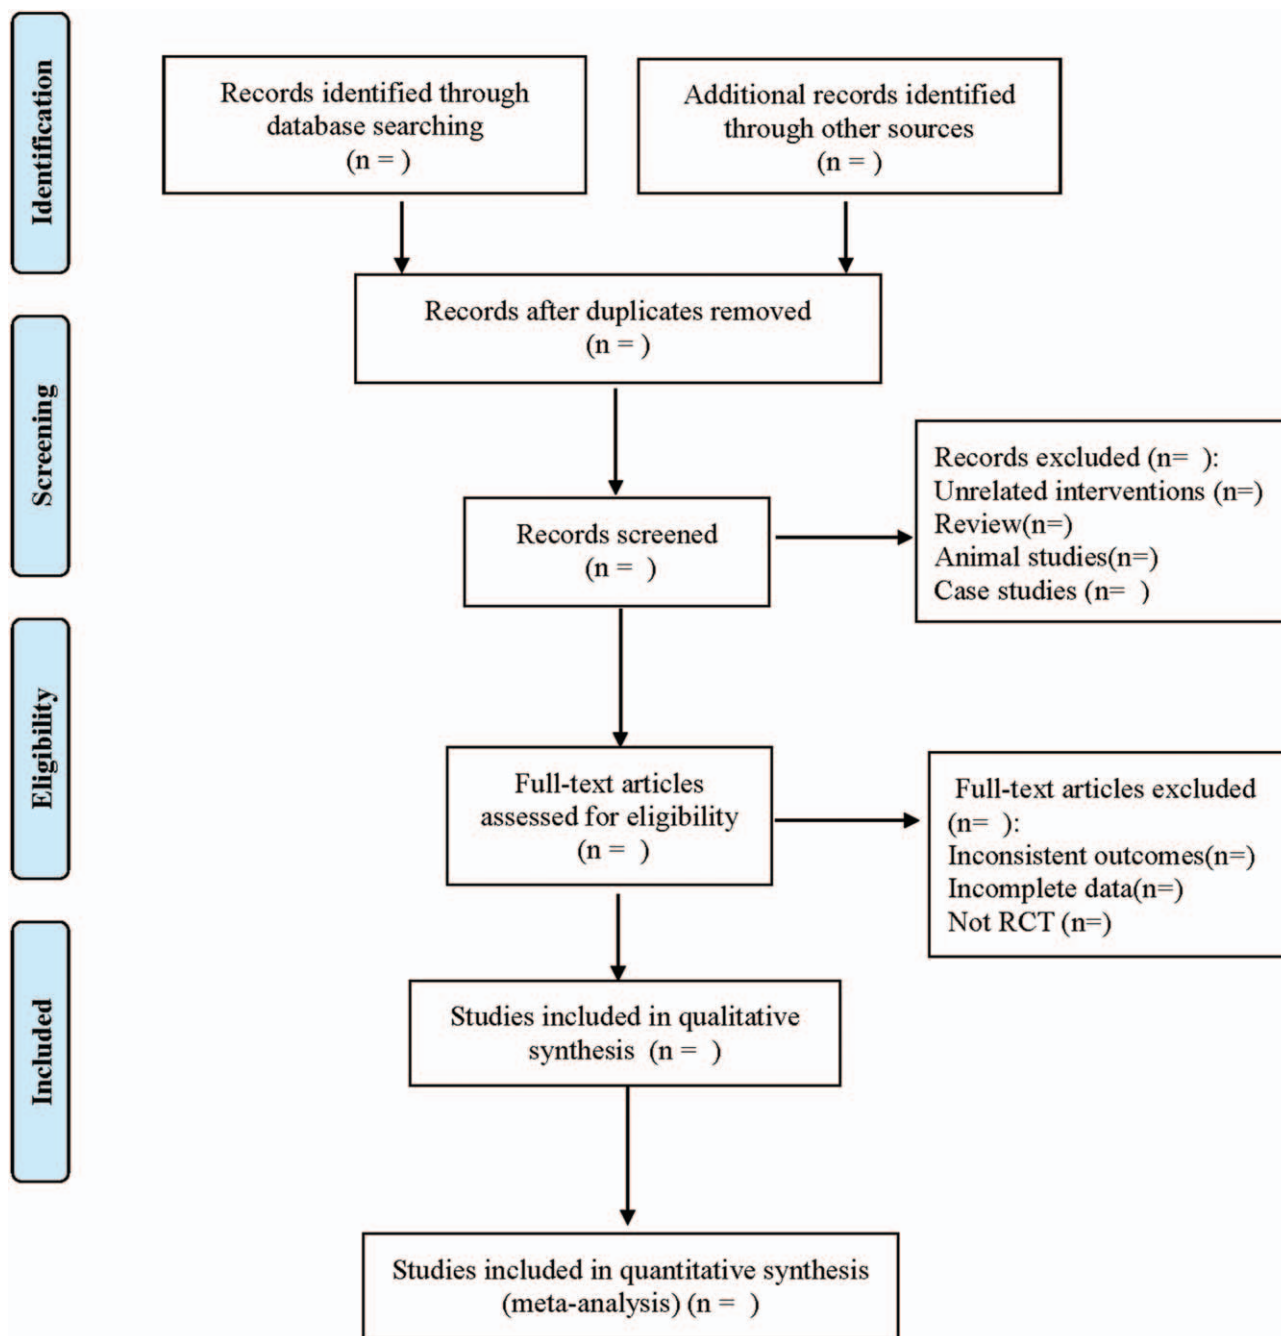 Identification
Records identified through
database searching
(n = )
Additional records identified
through other sources
(n = )
Records after duplicates removed
(n = )
Screening
Records screened
(n =  )
Records excluded (n=  ):
Unrelated interventions (n=)
Review(n=)
Animal studies(n=)
Case studies (n=  )
Eligibility
Full-text articles
assessed for eligibility
(n =  )
Full-text articles excluded
(n=  ):
Inconsistent outcomes(n=)
Incomplete data(n=)
Not RCT (n=)
Included
Studies included in qualitative
synthesis  (n =  )
Studies included in quantitative synthesis
(meta-analysis) (n =  )